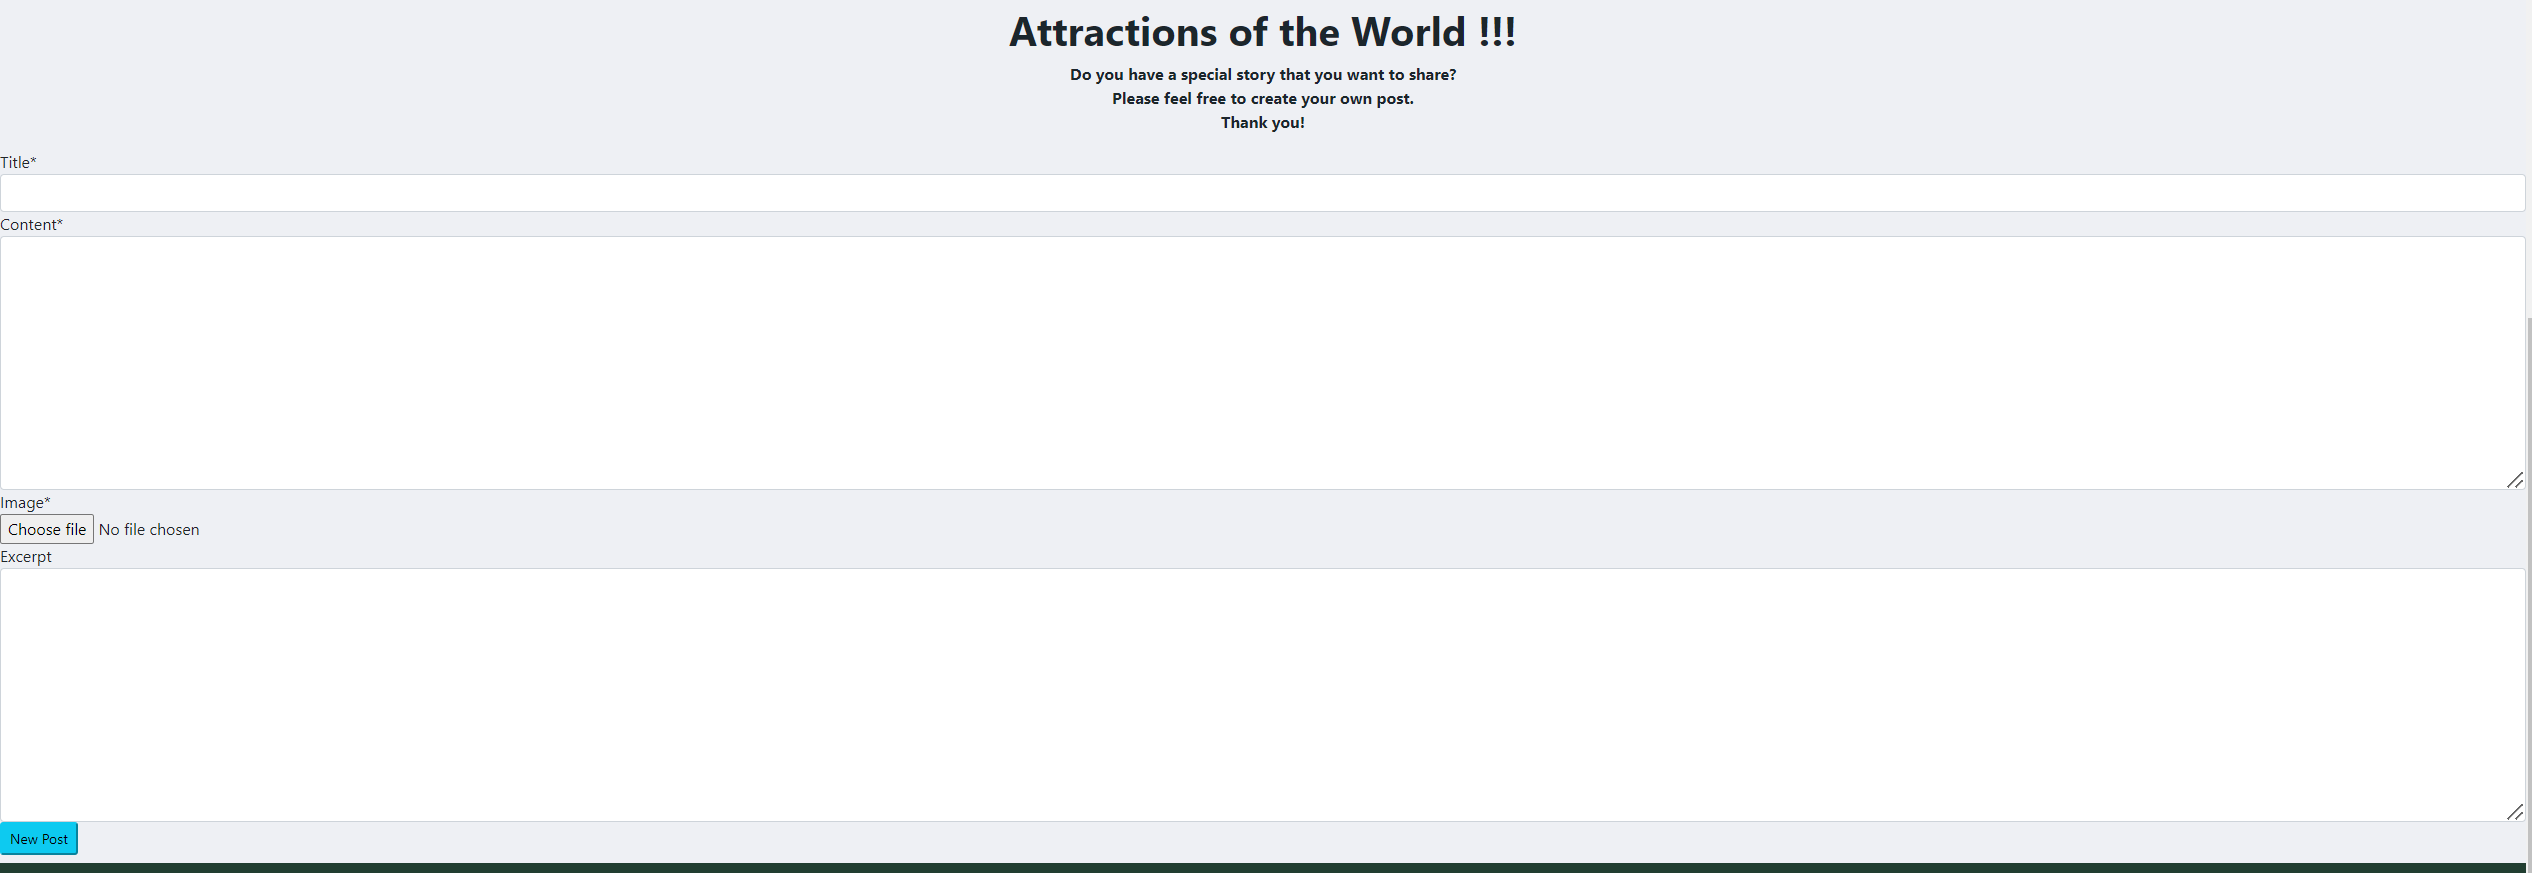 Attractions of the World !!!
Do you have a special story that you want to share?
Please feel free to create your own post.
Thank you!
Title*
Content*
Image*
Choose file No file chosen
Excerpt
New Post